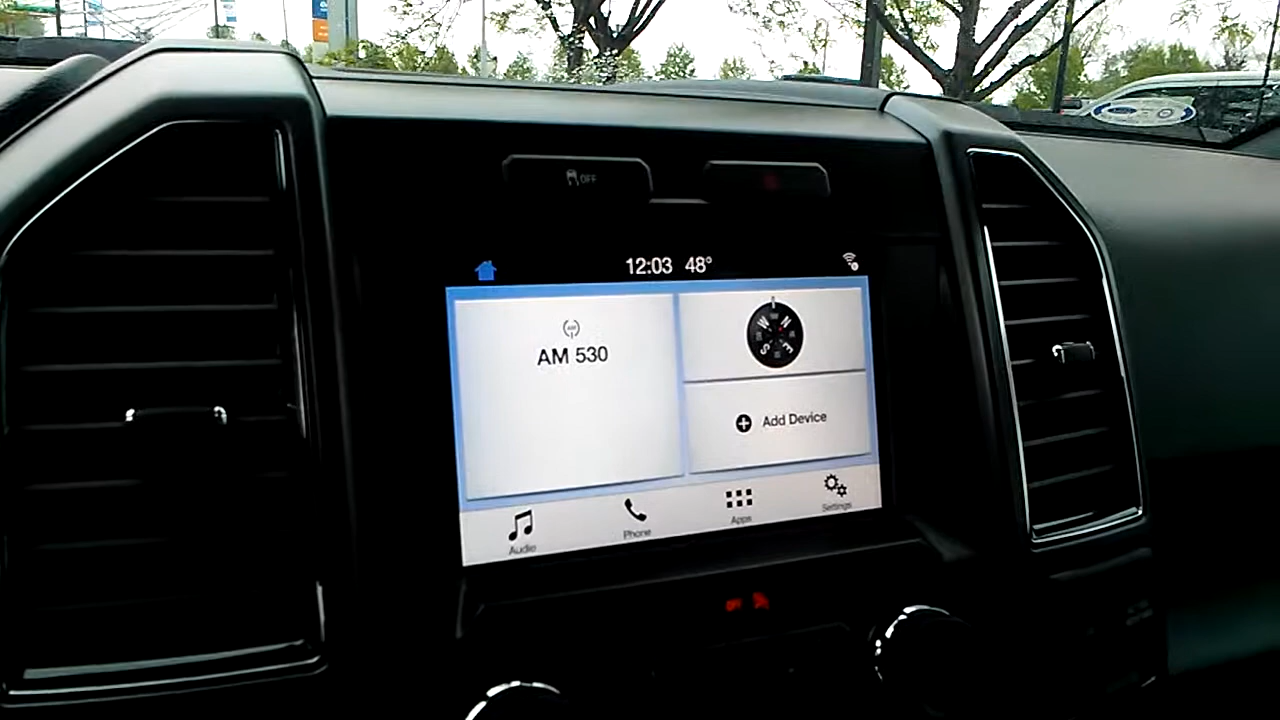 OFF
12:03 48°
AM 530
N
W
E
S
Add Device
Audio
Phone
Apps
Settings